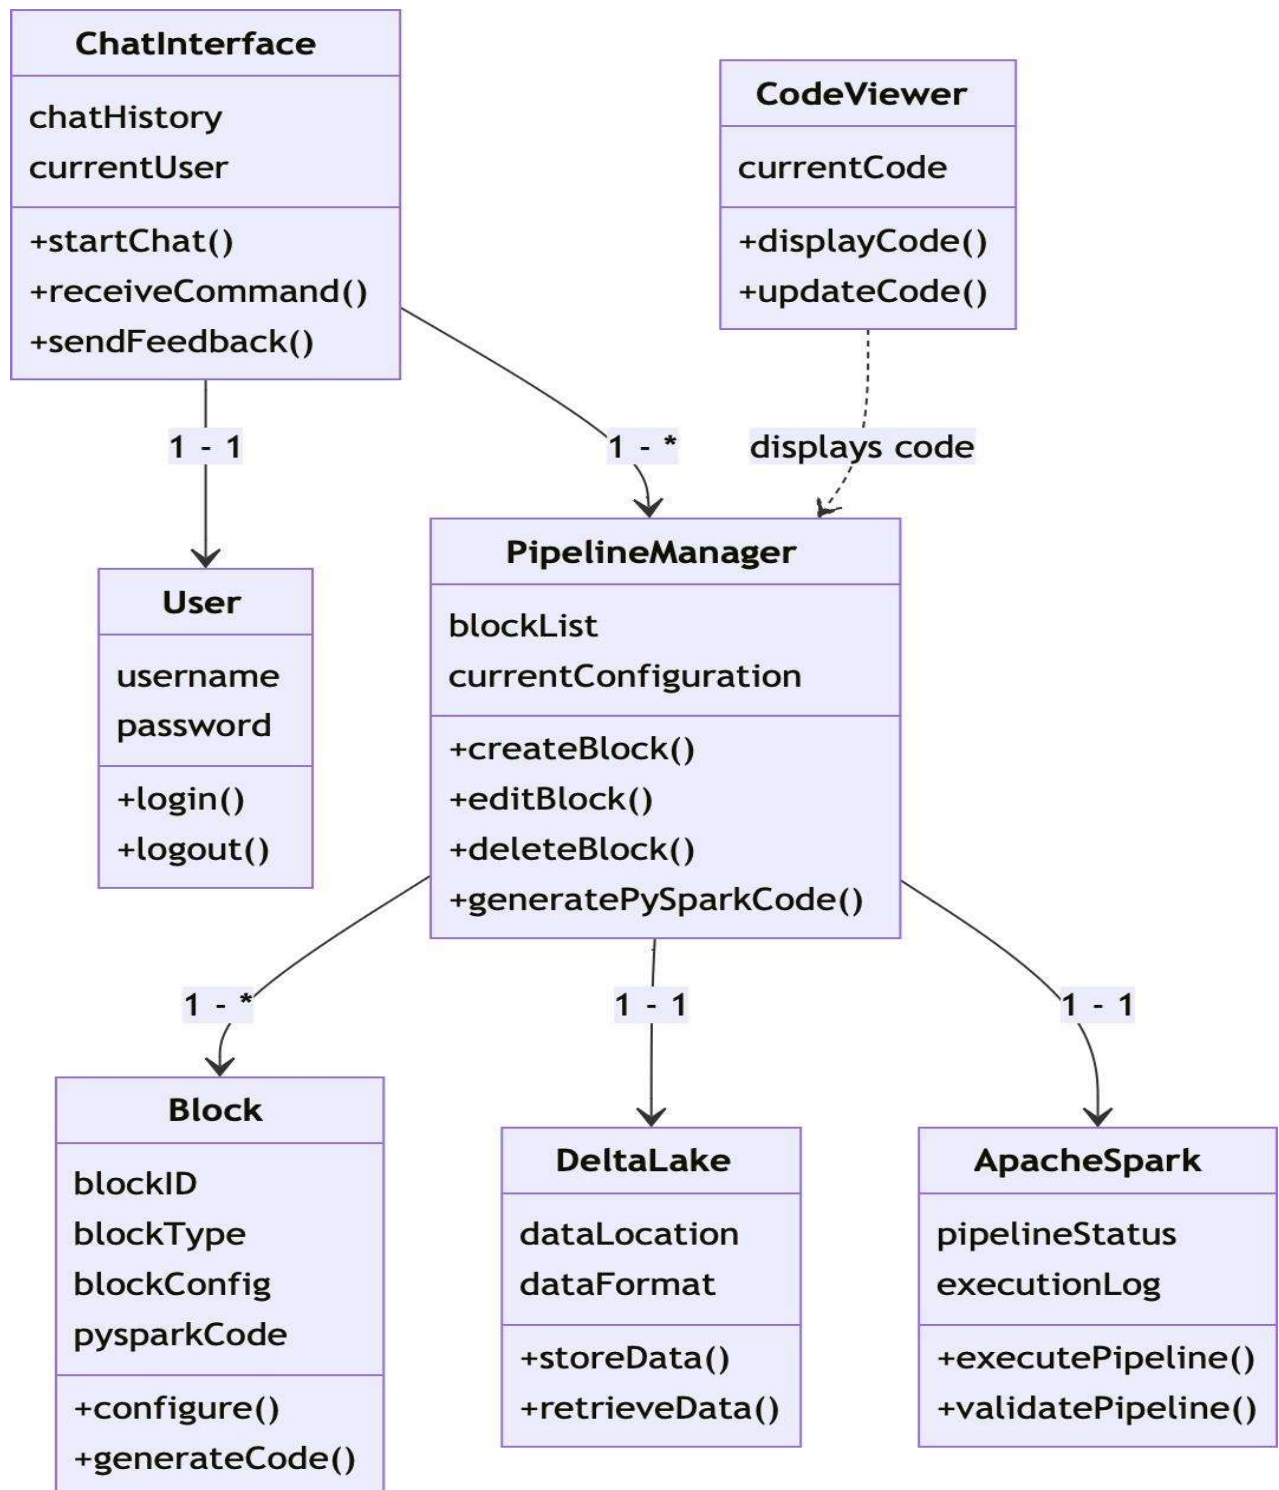 ChatInterface
chatHistory
currentUser
+startChat()
+receiveCommand()
+sendFeedback()
CodeViewer
currentCode
+displayCode()
+updateCode()
1 - 1
1 - *
displays code
User
username
password
+login()
+logout()
PipelineManager
blockList
currentConfiguration
+createBlock()
+editBlock()
+deleteBlock()
+generatePySparkCode()
1 - *
1 - 1
1 - 1
Block
blockID
blockType
blockConfig
pysparkCode
+configure()
+generateCode()
DeltaLake
dataLocation
dataFormat
+storeData()
+retrieveData()
ApacheSpark
pipelineStatus
executionLog
+executePipeline()
+validatePipeline()